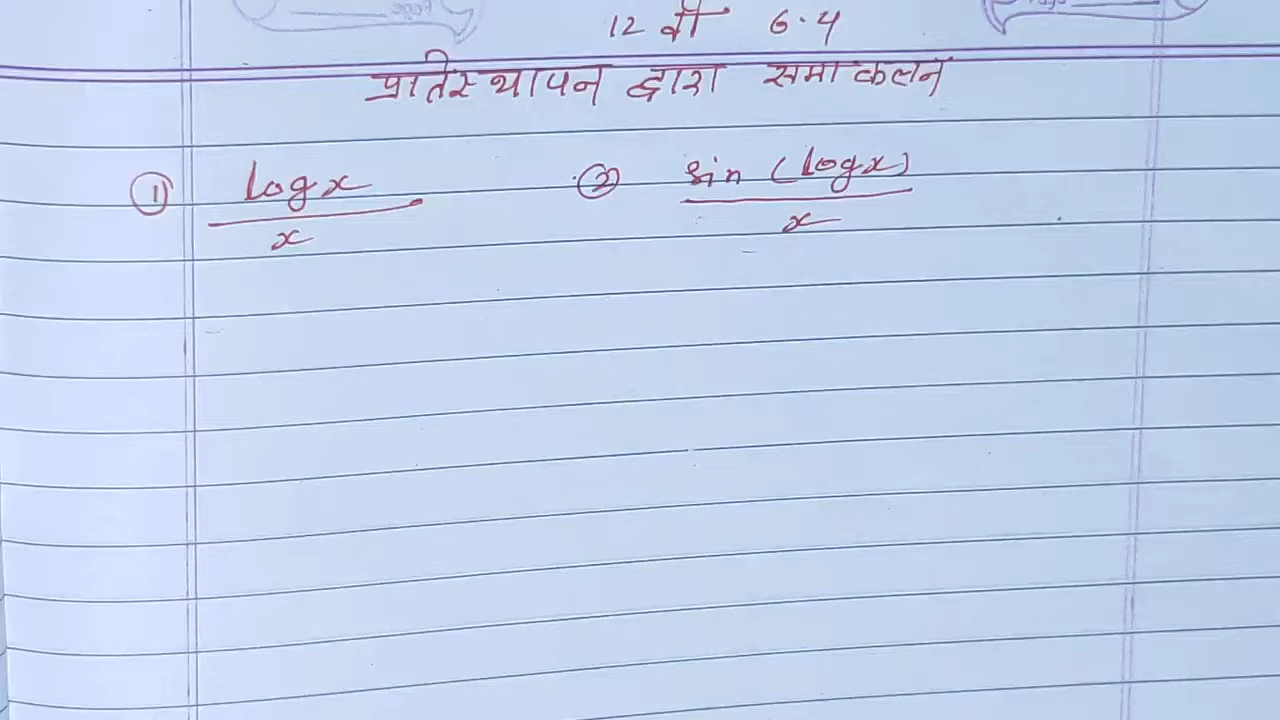 12 वी 6.4
प्रतिस्थापन द्वारा समाकलन
① log x / x ② sin (log x) / x